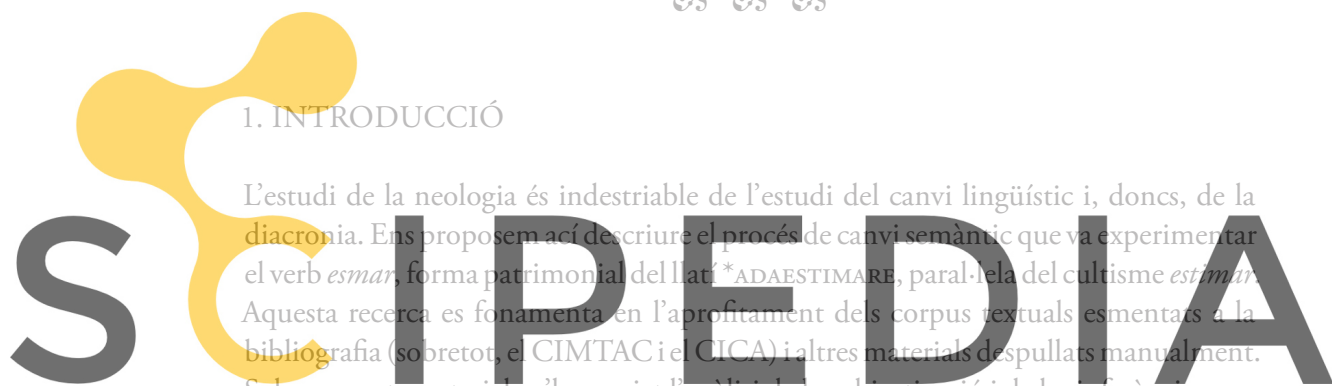 1. INTRODUCCIÓ
L’estudi de la neologia és indestriable de l’estudi del canvi lingüístic i, doncs, de la
diacronia. Ens proposem ací descriure el procés de canvi semàntic que va experimentar
el verb esmar, forma patrimonial del llatí *ADAESTIMARE, paral·lela del cultisme estimar.
Aquesta recerca es fonamenta en l’aprofitament dels corpus textuals esmentats a la
bibliografia (sobretot, el CIMTAC i el CICA) i altres materials despullats manualment.
SCIPEDIA